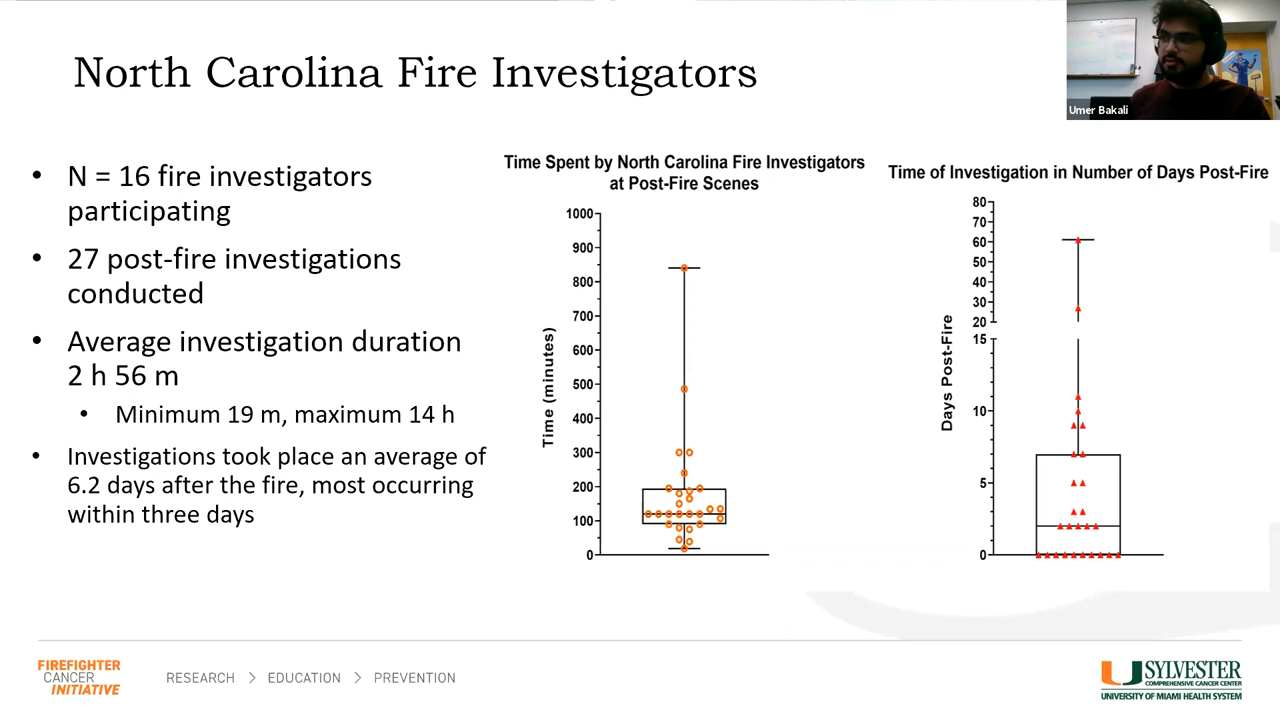 North Carolina Fire Investigators
Umer Bakali
• N = 16 fire investigators
participating
• 27 post-fire investigations
conducted
• Average investigation duration
2 h 56 m
• Minimum 19 m, maximum 14 h
• Investigations took place an average of
6.2 days after the fire, most occurring
within three days
Time Spent by North Carolina Fire Investigators
at Post-Fire Scenes
Time (minutes)
1000
900
800
700
600
500
400
300
200
100
0
Time of Investigation in Number of Days Post-Fire
Days Post-Fire
80
70
60
50
40
30
20
15
10
5
0
FIREFIGHTER
CANCER
INITIATIVE
RESEARCH > EDUCATION > PREVENTION
SYLVESTER
COMPREHENSIVE CANCER CENTER
UNIVERSITY OF MIAMI HEALTH SYSTEM